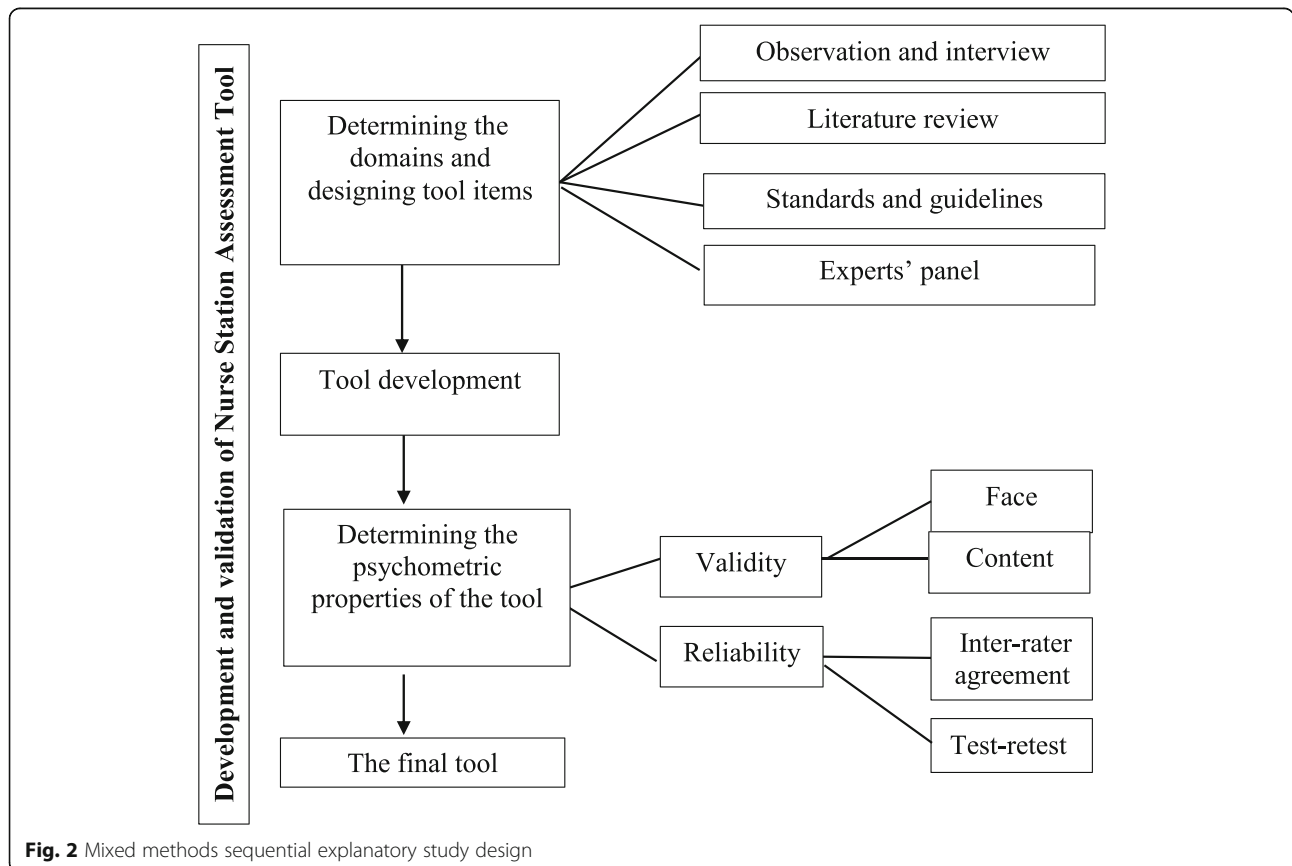 Development and validation of Nurse Station Assessment Tool
Determining the
domains and
designing tool items
Observation and interview
Literature review
Standards and guidelines
Experts’ panel
Tool development
Determining the
psychometric
properties of the tool
Validity
Face
Content
Reliability
Inter-rater
agreement
Test-retest
The final tool
Fig. 2 Mixed methods sequential explanatory study design